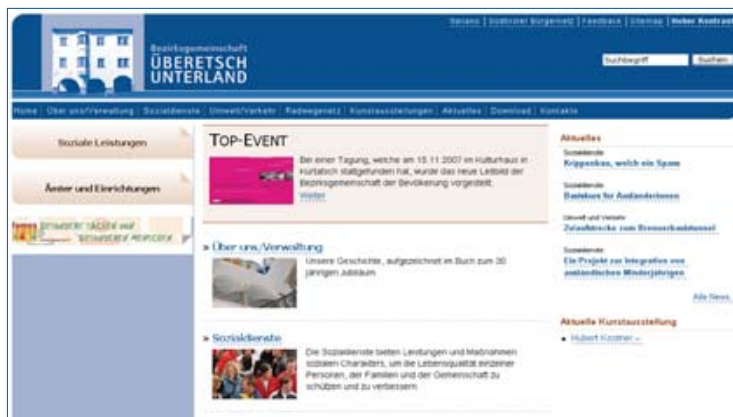 Italiano | Südtiroler Bürgernetz | Feedback | Sitemap | Hoher Kontrast
Bezirksgemeinschaft
ÜBERETSCH
UNTERLAND
Suchbegriff Suchen
Home | Über uns/Verwaltung | Sozialdienste | Umwelt/Verkehr | Radwegenetz | Kunstausstellungen | Aktuelles | Download | Kontakte
Soziale Leistungen
Ämter und Einrichtungen
BESONDERE SACHEN von
BESONDEREN MENSCHEN
TOP-EVENT
Bei einer Tagung, welche am 15.11.2007 im Kulturhaus in
Kurtatsch stattgefunden hat, wurde das neue Leitbild der
Bezirksgemeinschaft der Bevölkerung vorgestellt.
Weiter
» Über uns/Verwaltung
Unsere Geschichte, aufgezeichnet im Buch zum 30
jährigen Jubiläum
» Sozialdienste
Die Sozialdienste bieten Leistungen und Maßnahmen
sozialen Charakters, um die Lebensqualität einzelner
Personen, der Familien und der Gemeinschaft zu
schützen und zu verbessern.
Aktuelles
Sozialdienste
Krippenbau, welch ein Spass
Sozialdienste
Basiskurs für Ausländerinnen
Umwelt und Verkehr
Zulaufstrecke zum Brennerbasistunnel
Sozialdienste
Ein Projekt zur Integration von
ausländischen Minderjährigen
Alle News
Aktuelle Kunstausstellung
• Hubert Kostner –